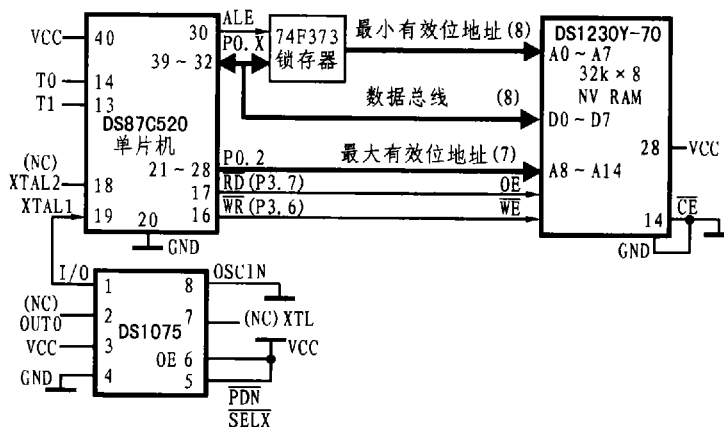 VCC
40
T0
14
T1
13
DS87C520
单片机
(NC)
XTAL2
18
XTAL1
19
20
GND
30
ALE
39~32
P0.X
21~28
P0.2
17
RD(P3.7)
16
WR(P3.6)
74F373
锁存器
最小有效位地址(8)
数据总线 (8)
最大有效位地址(7)
OE
WE
DS1230Y-70
A0~A7
32k×8
NV RAM
D0~D7
28
VCC
A8~A14
14
CE
GND
I/O
1
(NC)
OUT0
2
VCC
3
GND
4
DS1075
8
OSCIN
7
(NC)XTL
OE 6
VCC
5
PDN
SELX